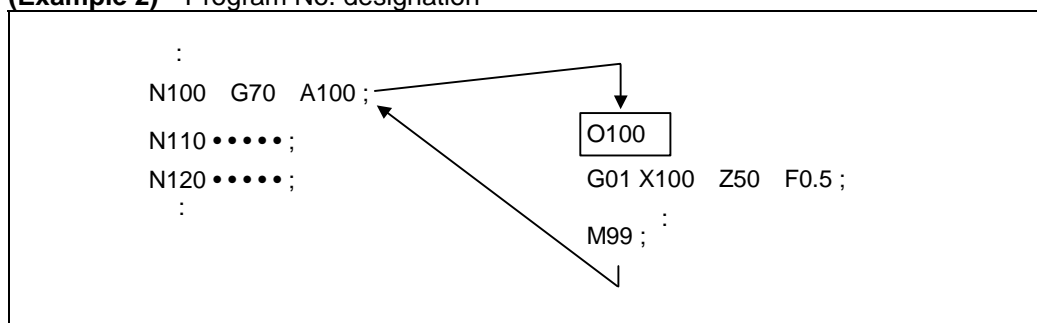 (Example 2) Program No. designation
:
N100 G70 A100 ;
N110 • • • • • ;
N120 • • • • • ;
:
O100
G01 X100 Z50 F0.5 ;
:
M99 ;